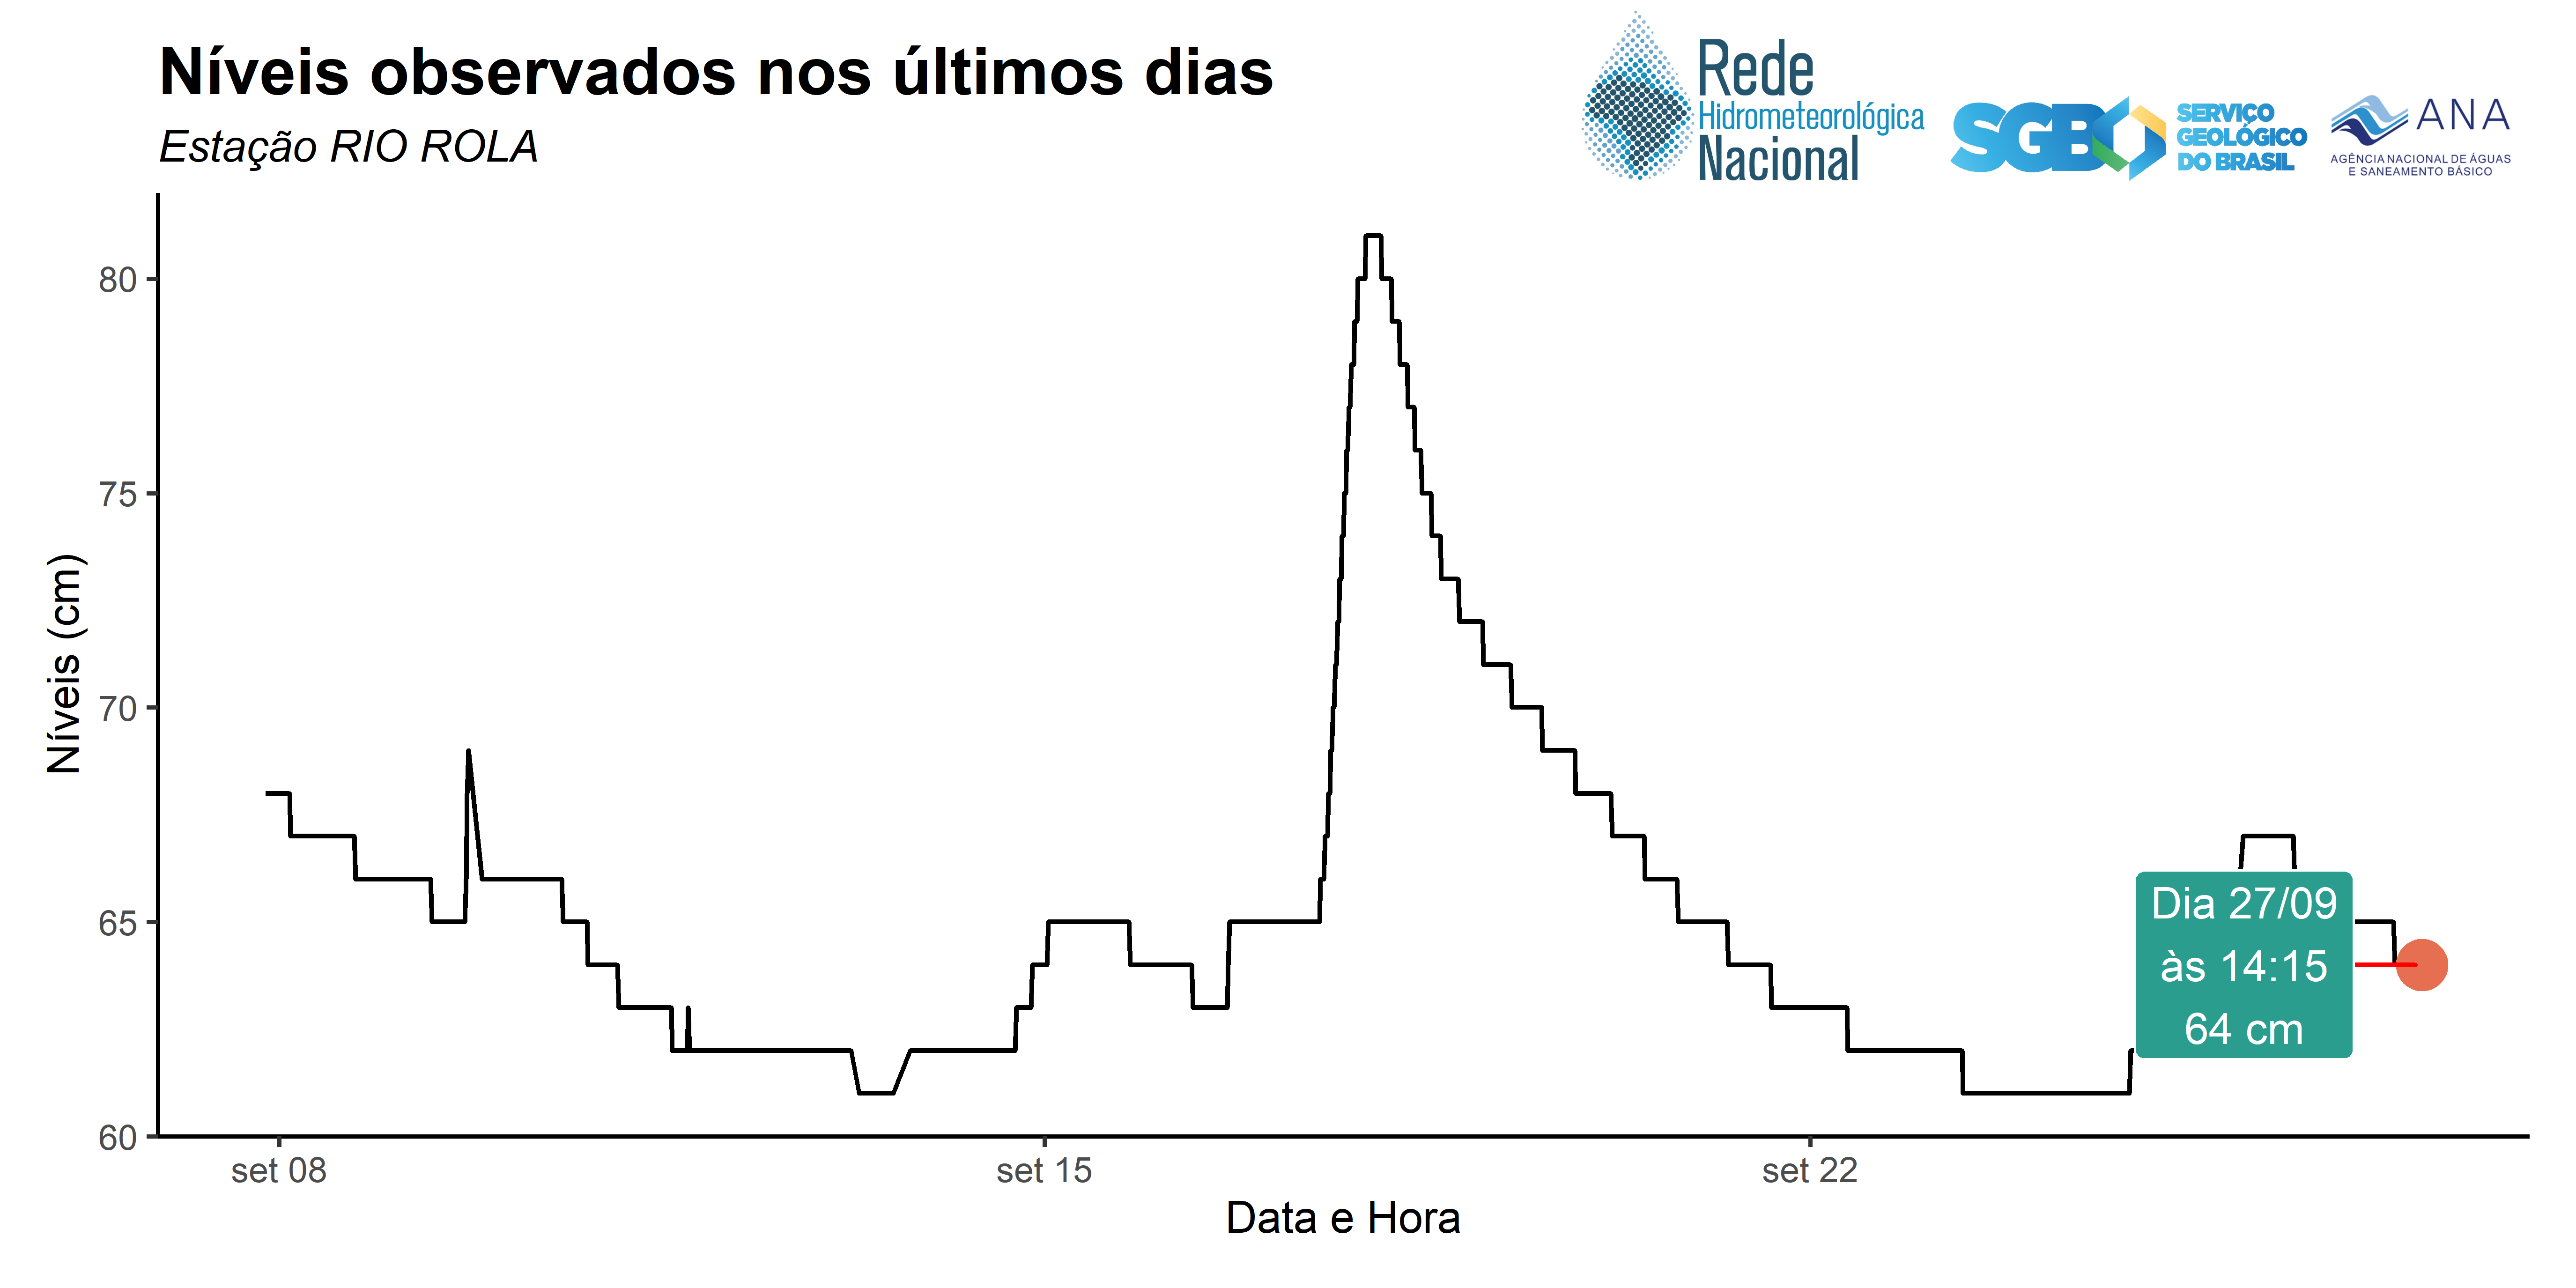 Níveis observados nos últimos dias
Estação RIO ROLA
Rede
Hidrometeorológica
Nacional
SGB
SERVIÇO
GEOLÓGICO
DO BRASIL
ANA
AGÊNCIA NACIONAL DE ÁGUAS
E SANEAMENTO BÁSICO
Níveis (cm)
80
75
70
65
60
Dia 27/09
às 14:15
64 cm
set 08
set 15
set 22
Data e Hora